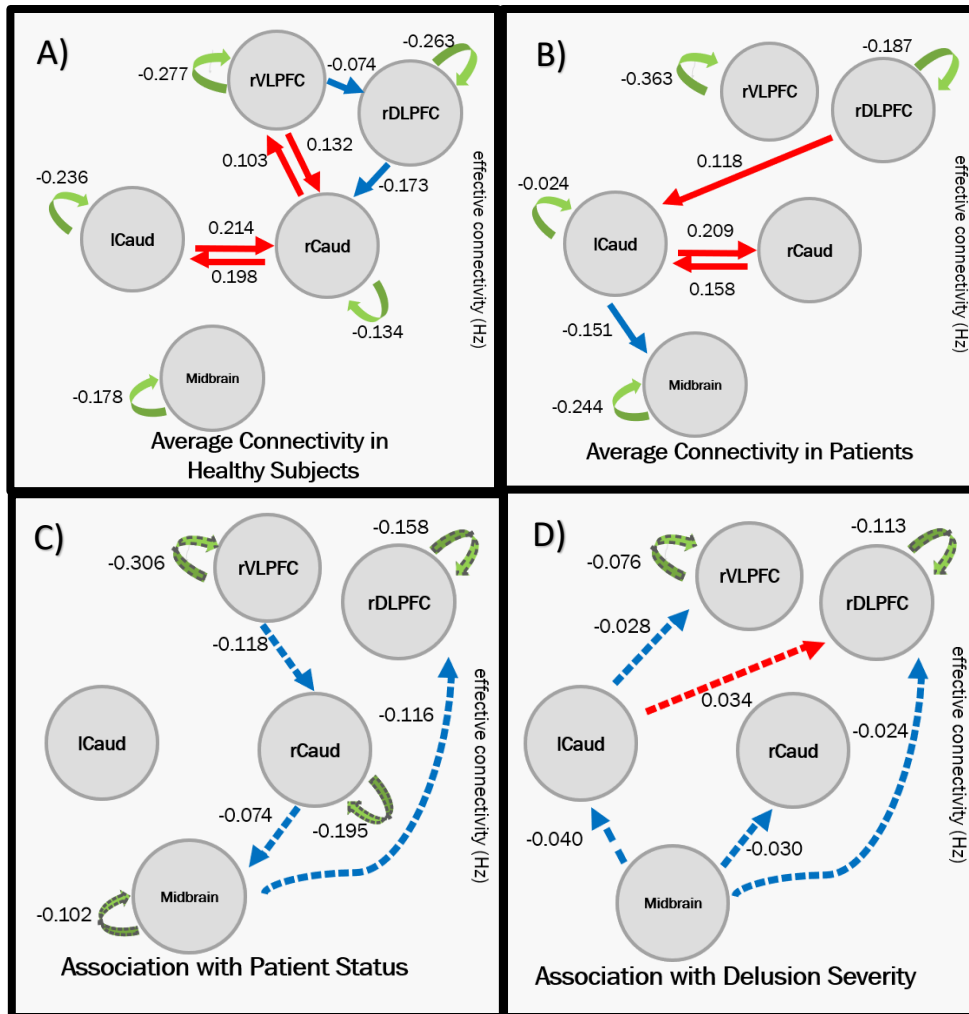 A)
-0.277
rVLPFC
-0.074
-0.263
rDLPFC
0.103
0.132
-0.173
-0.236
lCaud
0.214
0.198
rCaud
-0.134
-0.178
Midbrain
effective connectivity (Hz)
Average Connectivity in
Healthy Subjects
B)
-0.363
rVLPFC
-0.187
rDLPFC
0.118
-0.024
lCaud
0.209
0.158
rCaud
-0.151
-0.244
Midbrain
effective connectivity (Hz)
Average Connectivity in Patients
C)
-0.306
rVLPFC
-0.158
rDLPFC
-0.118
lCaud
rCaud
-0.116
-0.074
-0.195
-0.102
Midbrain
effective connectivity (Hz)
Association with Patient Status
D)
-0.076
rVLPFC
-0.113
rDLPFC
-0.028
0.034
lCaud
rCaud
-0.024
-0.040
-0.030
Midbrain
effective connectivity (Hz)
Association with Delusion Severity